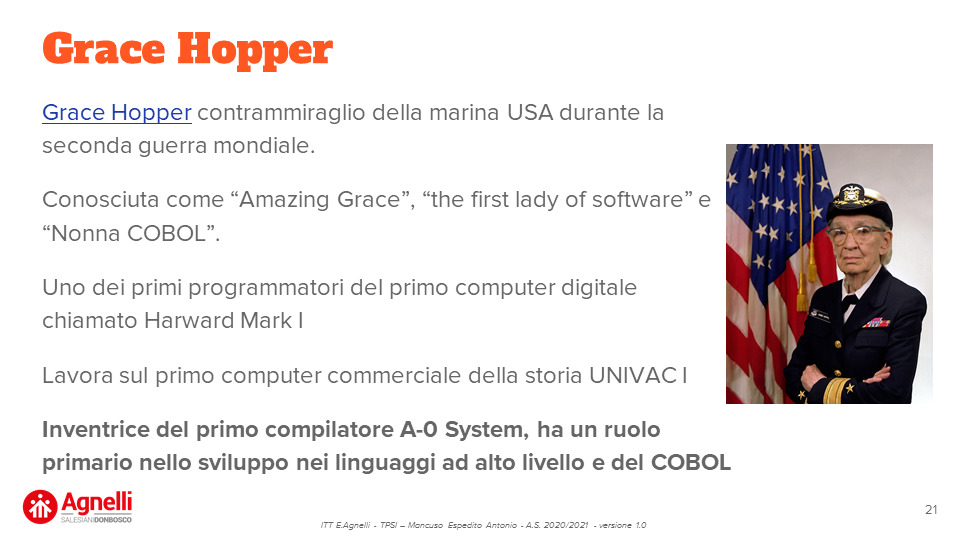 Grace Hopper
Grace Hopper contrammiraglio della marina USA durante la
seconda guerra mondiale.
Conosciuta come “Amazing Grace”, “the first lady of software” e
“Nonna COBOL”.
Uno dei primi programmatori del primo computer digitale
chiamato Harward Mark I
Lavora sul primo computer commerciale della storia UNIVAC I
Inventrice del primo compilatore A-0 System, ha un ruolo
primario nello sviluppo nei linguaggi ad alto livello e del COBOL
Agnelli
SALESIANI DONBOSCO
ITT E.Agnelli - TPSI – Mancuso Espedito Antonio - A.S. 2020/2021 - versione 1.0
21